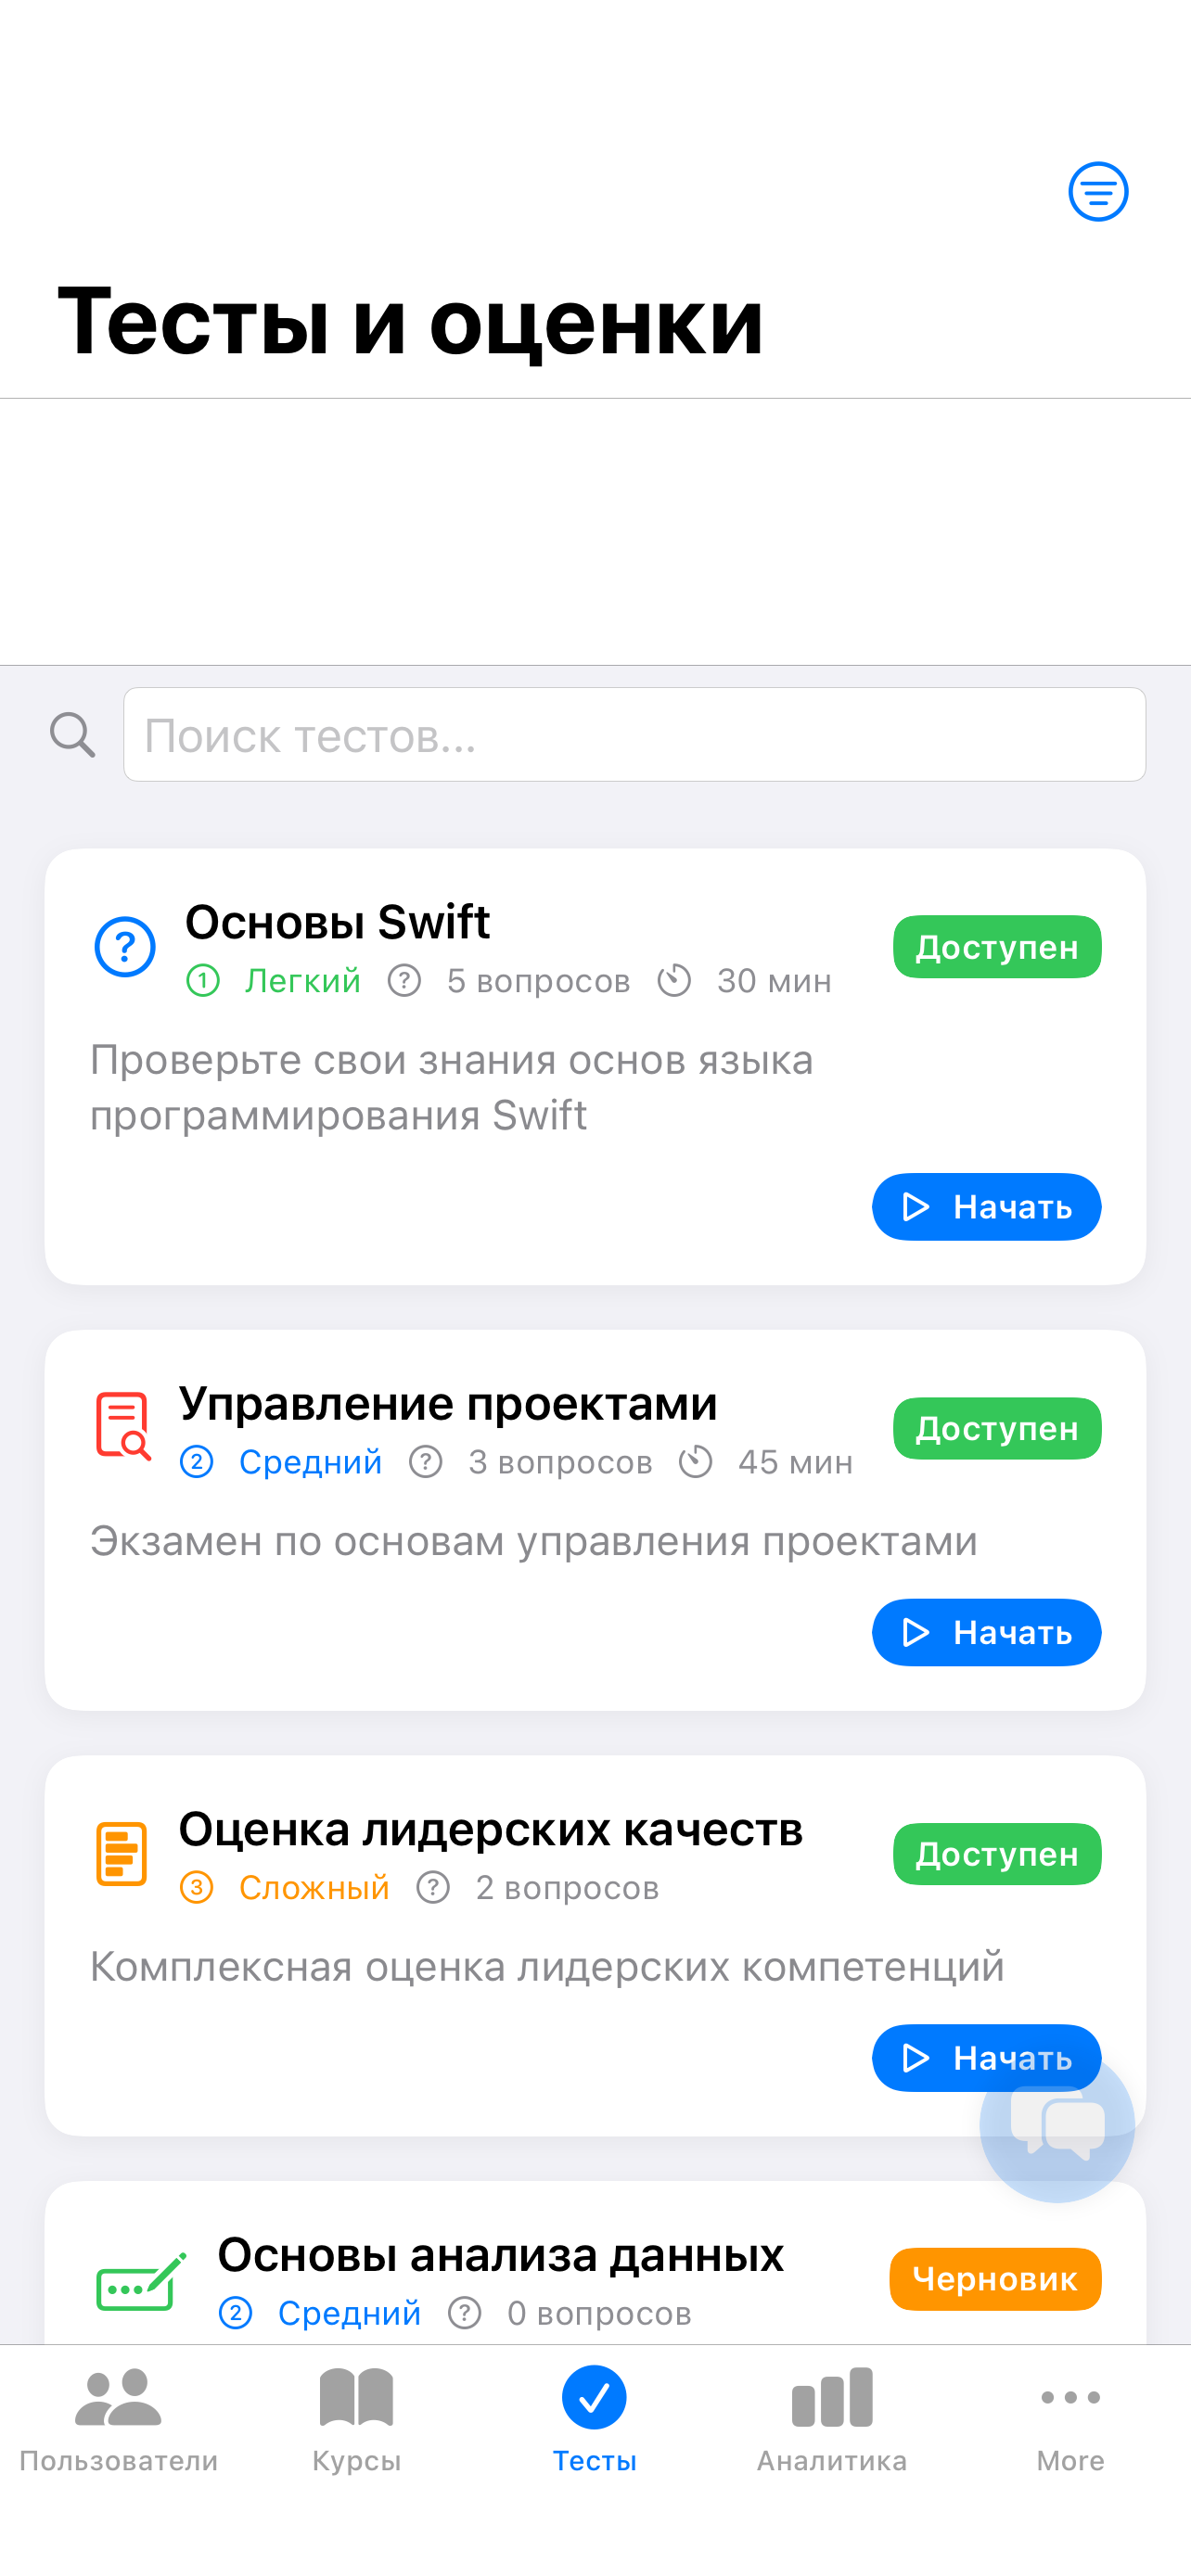 Тесты и оценки
Поиск тестов...
Основы Swift
Доступен
1 Легкий ? 5 вопросов 30 мин
Проверьте свои знания основ языка
программирования Swift
Начать
Управление проектами
Доступен
2 Средний ? 3 вопросов 45 мин
Экзамен по основам управления проектами
Начать
Оценка лидерских качеств
Доступен
3 Сложный ? 2 вопросов
Комплексная оценка лидерских компетенций
Начать
Основы анализа данных
Черновик
2 Средний ? 0 вопросов
Пользователи Курсы Тесты Аналитика More